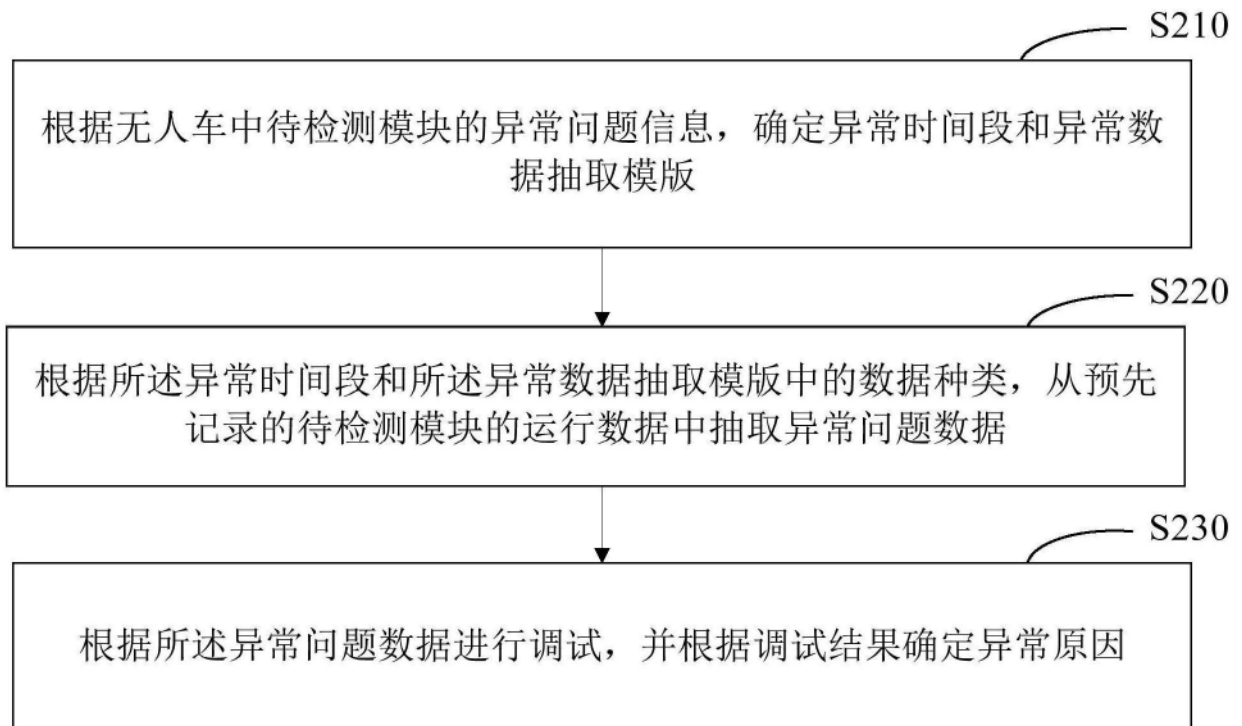 S210
根据无人车中待检测模块的异常问题信息，确定异常时间段和异常数
据抽取模版
S220
根据所述异常时间段和所述异常数据抽取模版中的数据种类，从预先
记录的待检测模块的运行数据中抽取异常问题数据
S230
根据所述异常问题数据进行调试，并根据调试结果确定异常原因